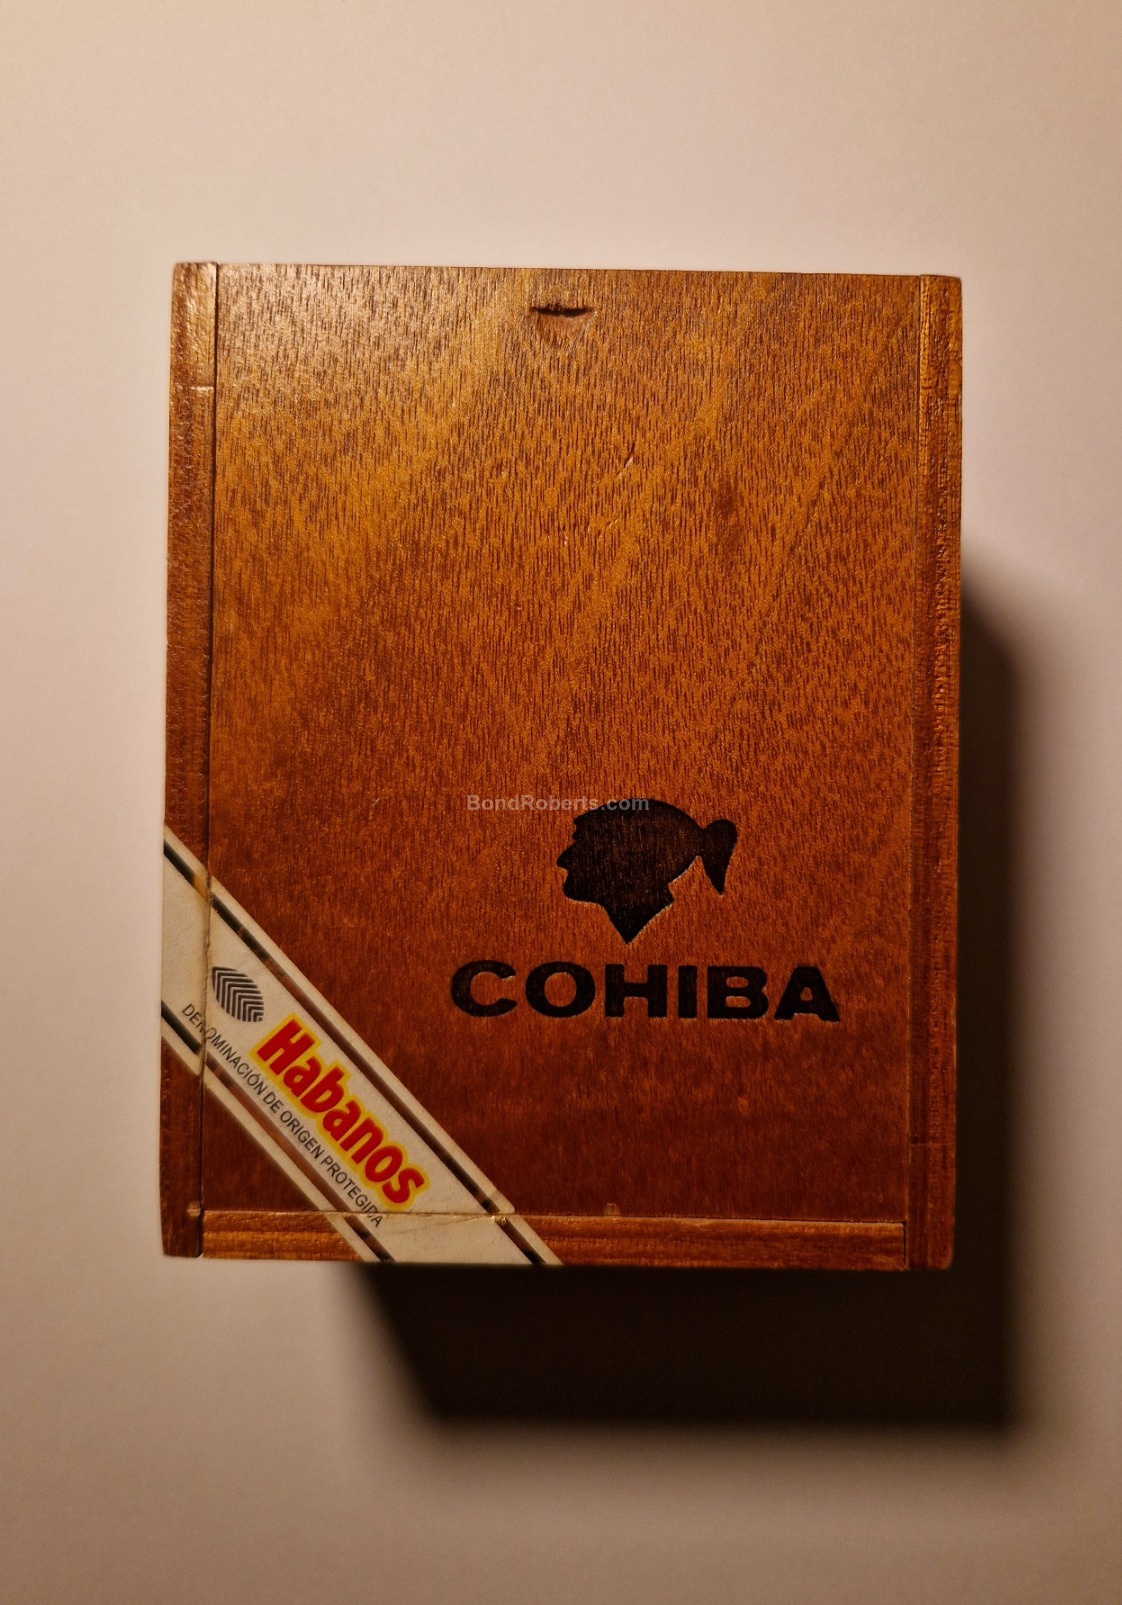 BondRoberts.com
COHIBA
Habanos
DENOMINACIÓN DE ORIGEN PROTEGIDA